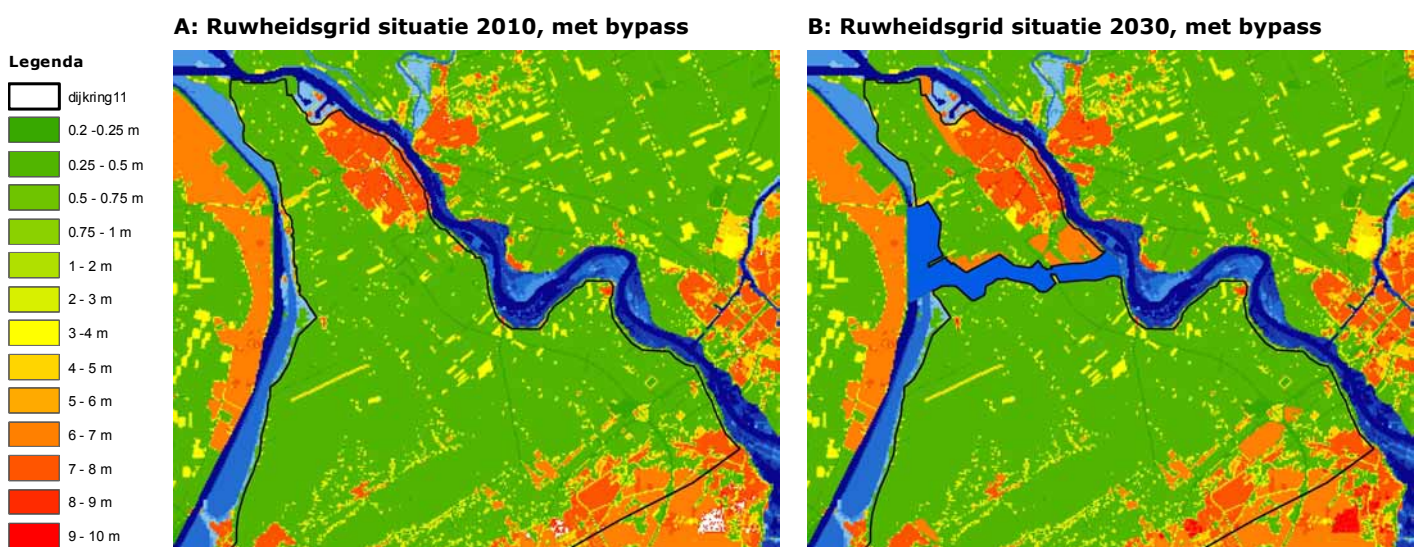 A: Ruwheidsgrid situatie 2010, met bypass
B: Ruwheidsgrid situatie 2030, met bypass
Legenda
dijkring11
0.2 -0.25 m
0.25 - 0.5 m
0.5 - 0.75 m
0.75 - 1 m
1 - 2 m
2 - 3 m
3 -4 m
4 - 5 m
5 - 6 m
6 - 7 m
7 - 8 m
8 - 9 m
9 - 10 m